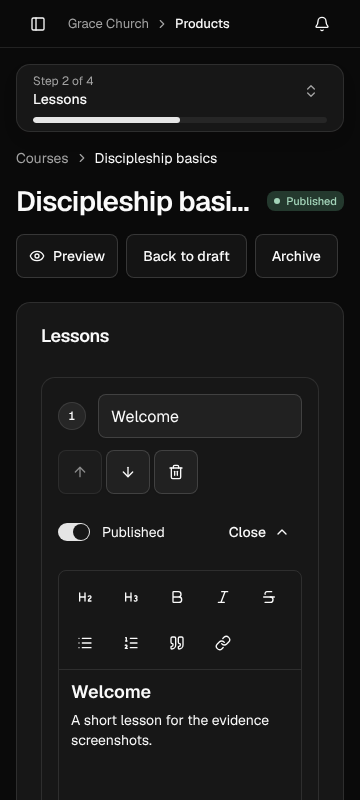 Grace Church > Products
Step 2 of 4
Lessons
Courses > Discipleship basics
Discipleship basi...
Published
Preview
Back to draft
Archive
Lessons
1
Welcome
Published
Close
H2
H3
B
I
S
Welcome
A short lesson for the evidence
screenshots.